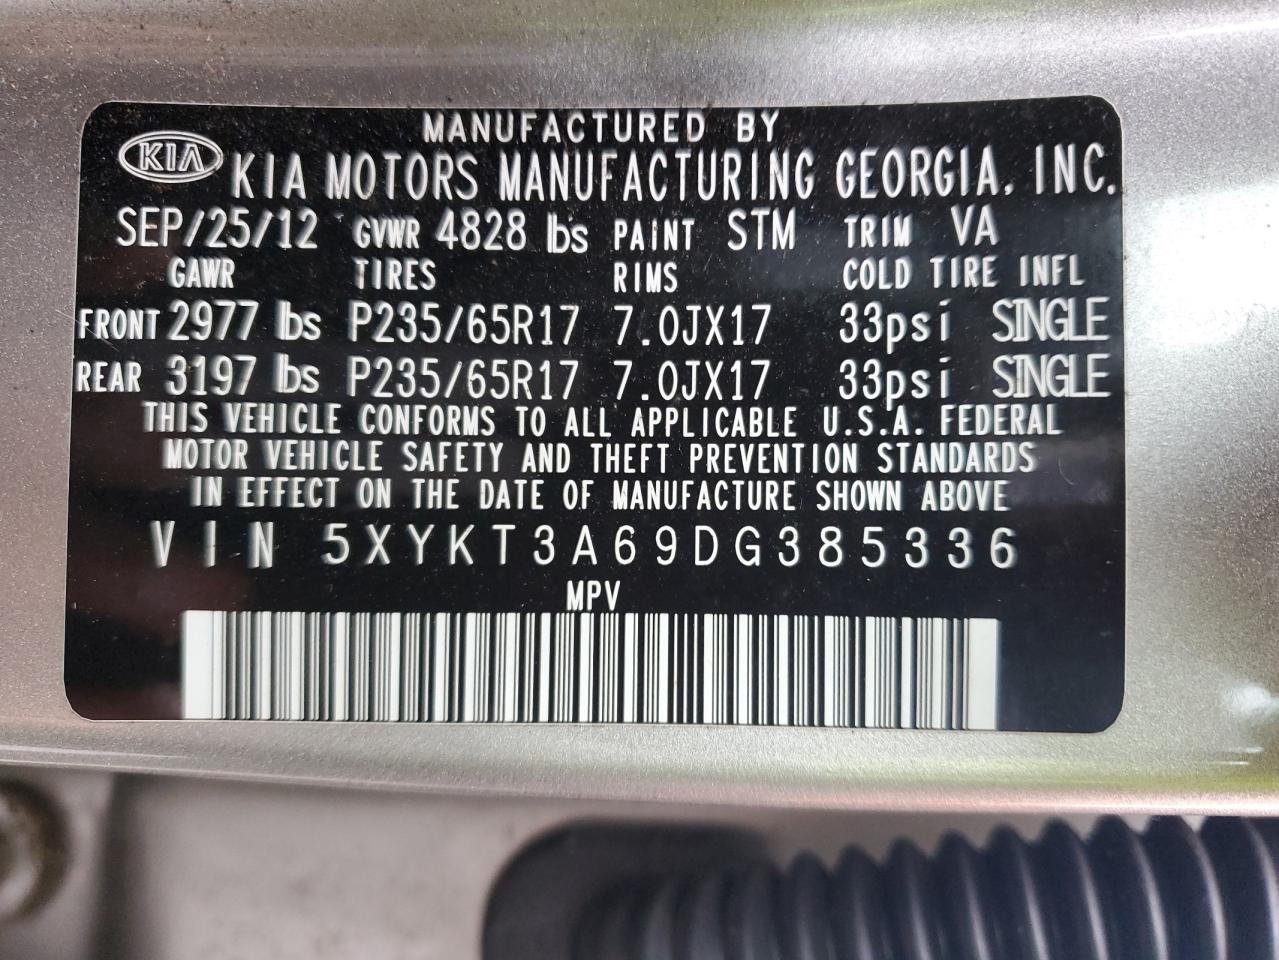 MANUFACTURED BY
KIA KIA MOTORS MANUFACTURING GEORGIA, INC.
SEP/25/12 GVWR 4828 lbs PAINT STM TRIM VA
GAWR TIRES RIMS COLD TIRE INFL
FRONT 2977 lbs P235/65R17 7.0JX17 33psi SINGLE
REAR 3197 lbs P235/65R17 7.0JX17 33psi SINGLE
THIS VEHICLE CONFORMS TO ALL APPLICABLE U.S.A. FEDERAL
MOTOR VEHICLE SAFETY AND THEFT PREVENTION STANDARDS
IN EFFECT ON THE DATE OF MANUFACTURE SHOWN ABOVE
VIN 5XYKT3A69DG385336
MPV